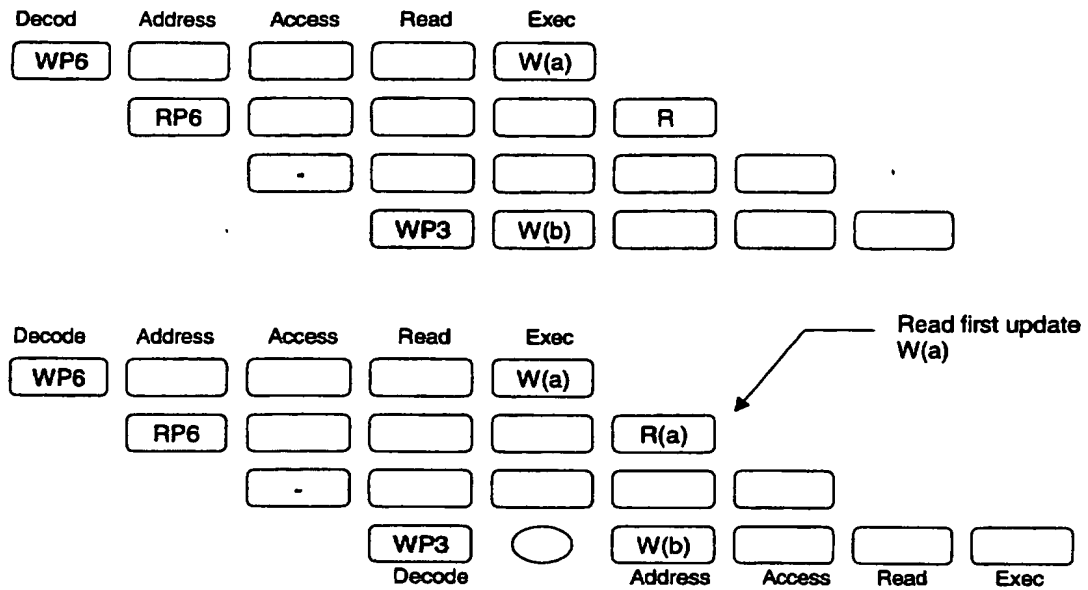 Decod Address Access Read Exec
WP6 W(a)
RP6 R
-
WP3 W(b)
Read first update
W(a)
Decode Address Access Read Exec
WP6 W(a)
RP6 R(a)
-
WP3 W(b)
Decode Address Access Read Exec